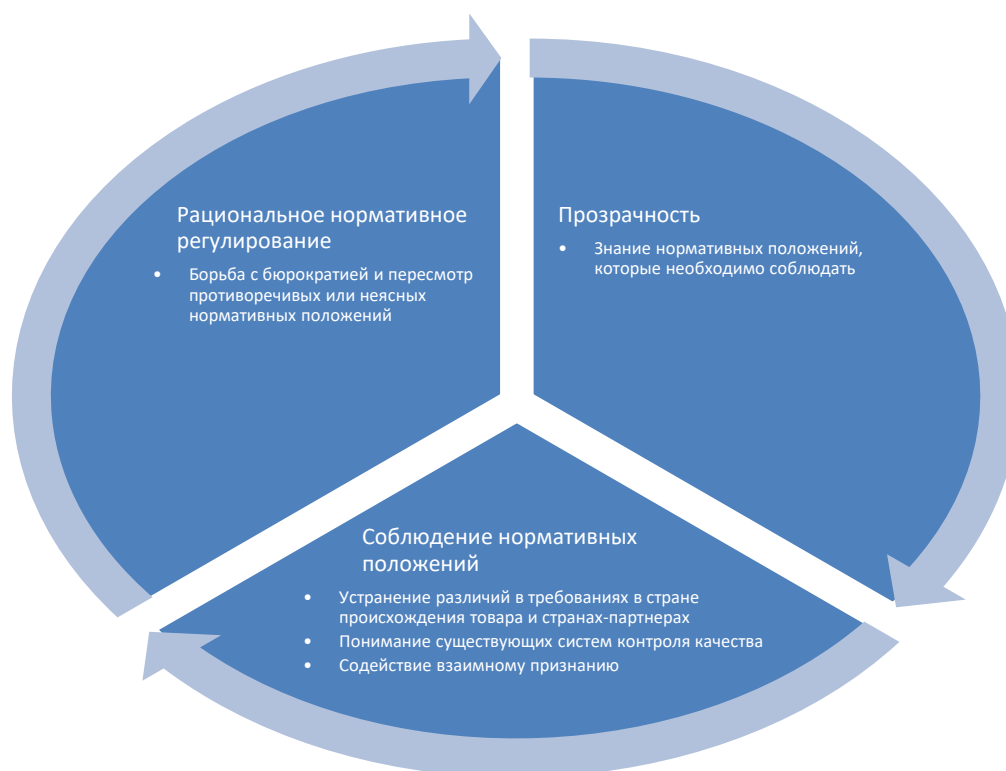 Рациональное нормативное
регулирование
• Борьба с бюрократией и пересмотр
противоречивых или неясных
нормативных положений
Прозрачность
• Знание нормативных положений,
которые необходимо соблюдать
Соблюдение нормативных
положений
• Устранение различий в требованиях в стране
происхождения товара и странах-партнерах
• Понимание существующих систем контроля качества
• Содействие взаимному признанию